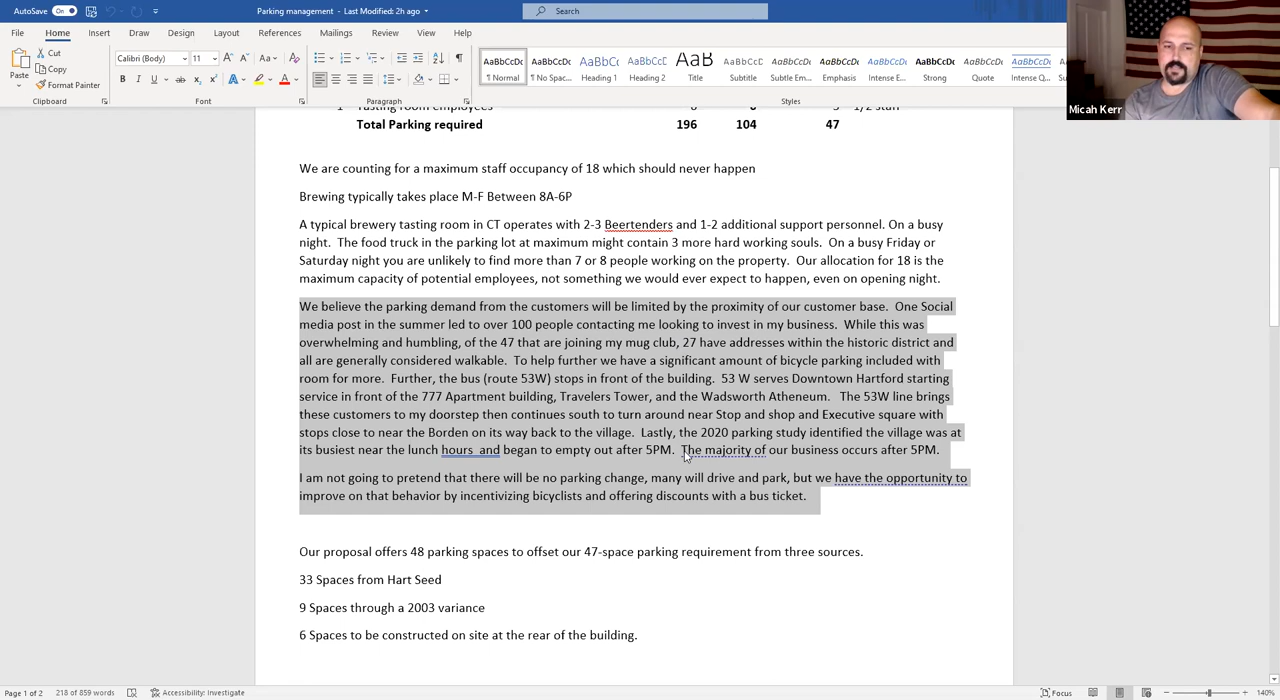 AutoSave On Parking management - Last Modified: 2h ago Search
File Home Insert Draw Design Layout References Mailings Review View Help
Paste Cut Copy Format Painter
Calibri (Body) 11
AaBbCcDc AaBbCcDc AaBbCc AaBbCcD AaB AaBbCcD AaBbCcDc AaBbCcDc AaBbCcDc AaBbCcDc AaBbCcDc AaBbCcDc
¶ Normal ¶ No Spac... Heading 1 Heading 2 Title Subtitle Subtle Em... Emphasis Intense E... Strong Quote Intense Q...
Clipboard Font Paragraph Styles
Micah Kerr
Total Parking required 196 104 47
We are counting for a maximum staff occupancy of 18 which should never happen
Brewing typically takes place M-F Between 8A-6P
A typical brewery tasting room in CT operates with 2-3 Beertenders and 1-2 additional support personnel. On a busy
night. The food truck in the parking lot at maximum might contain 3 more hard working souls. On a busy Friday or
Saturday night you are unlikely to find more than 7 or 8 people working on the property. Our allocation for 18 is the
maximum capacity of potential employees, not something we would ever expect to happen, even on opening night.
We believe the parking demand from the customers will be limited by the proximity of our customer base. One Social
media post in the summer led to over 100 people contacting me looking to invest in my business. While this was
overwhelming and humbling, of the 47 that are joining my mug club, 27 have addresses within the historic district and
all are generally considered walkable. To help further we have a significant amount of bicycle parking included with
room for more. Further, the bus (route 53W) stops in front of the building. 53 W serves Downtown Hartford starting
service in front of the 777 Apartment building, Travelers Tower, and the Wadsworth Atheneum. The 53W line brings
these customers to my doorstep then continues south to turn around near Stop and shop and Executive square with
stops close to near the Borden on its way back to the village. Lastly, the 2020 parking study identified the village was at
its busiest near the lunch hours and began to empty out after 5PM. The majority of our business occurs after 5PM.
I am not going to pretend that there will be no parking change, many will drive and park, but we have the opportunity to
improve on that behavior by incentivizing bicyclists and offering discounts with a bus ticket.
Our proposal offers 48 parking spaces to offset our 47-space parking requirement from three sources.
33 Spaces from Hart Seed
9 Spaces through a 2003 variance
6 Spaces to be constructed on site at the rear of the building.
Page 1 of 2 218 of 859 words Accessibility: Investigate Focus 140%